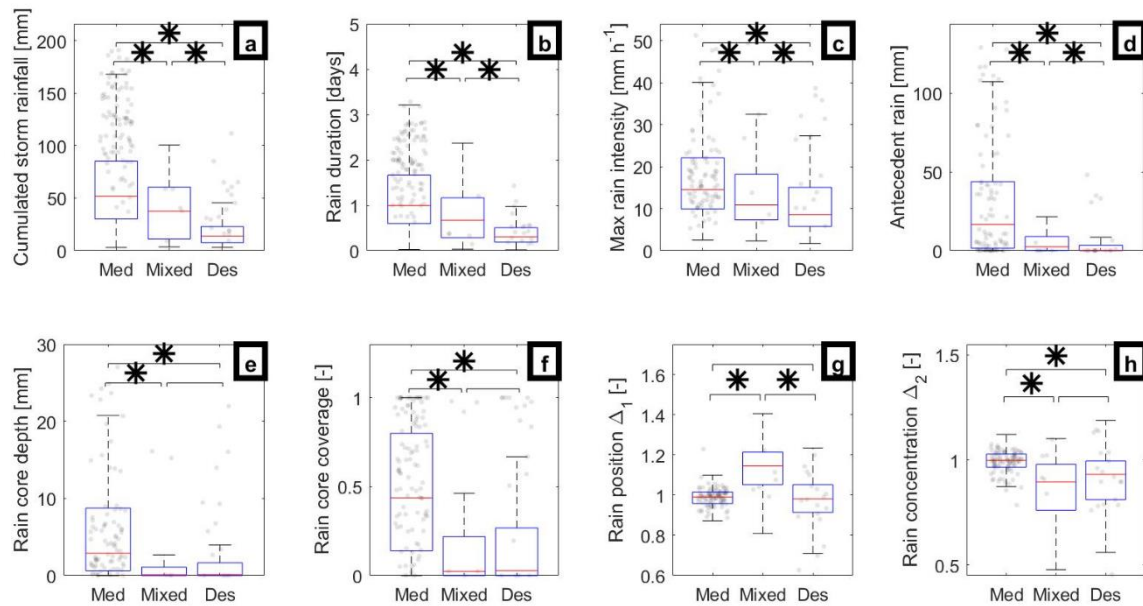 Cumulated storm rainfall [mm]
200
150
100
50
0
Med Mixed Des
a
Rain duration [days]
5
4
3
2
1
0
Med Mixed Des
b
Max rain intensity [mm h-1]
50
40
30
20
10
0
Med Mixed Des
c
Antecedent rain [mm]
100
50
0
Med Mixed Des
d
Rain core depth [mm]
30
20
10
0
Med Mixed Des
e
Rain core coverage [-]
1
0.5
0
Med Mixed Des
f
Rain position Δ1 [-]
1.6
1.4
1.2
1
0.8
0.6
Med Mixed Des
g
Rain concentration Δ2 [-]
1.5
1
0.5
Med Mixed Des
h